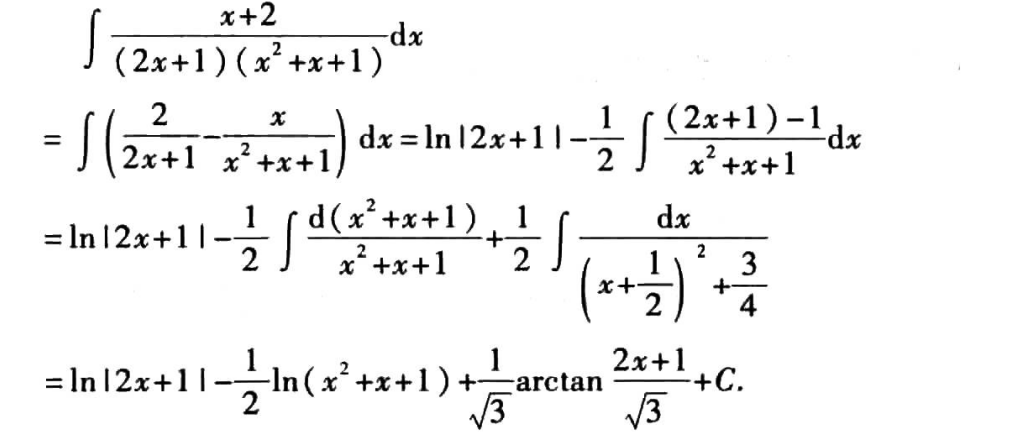 ∫ (x+2)/((2x+1)(x²+x+1)) dx
= ∫ (2/(2x+1) − x/(x²+x+1)) dx = ln|2x+1| − 1/2 ∫ ((2x+1)−1)/(x²+x+1) dx
= ln|2x+1| − 1/2 ∫ d(x²+x+1)/(x²+x+1) + 1/2 ∫ dx/((x+1/2)²+3/4)
= ln|2x+1| − 1/2 ln(x²+x+1) + 1/√3 arctan (2x+1)/√3 + C.